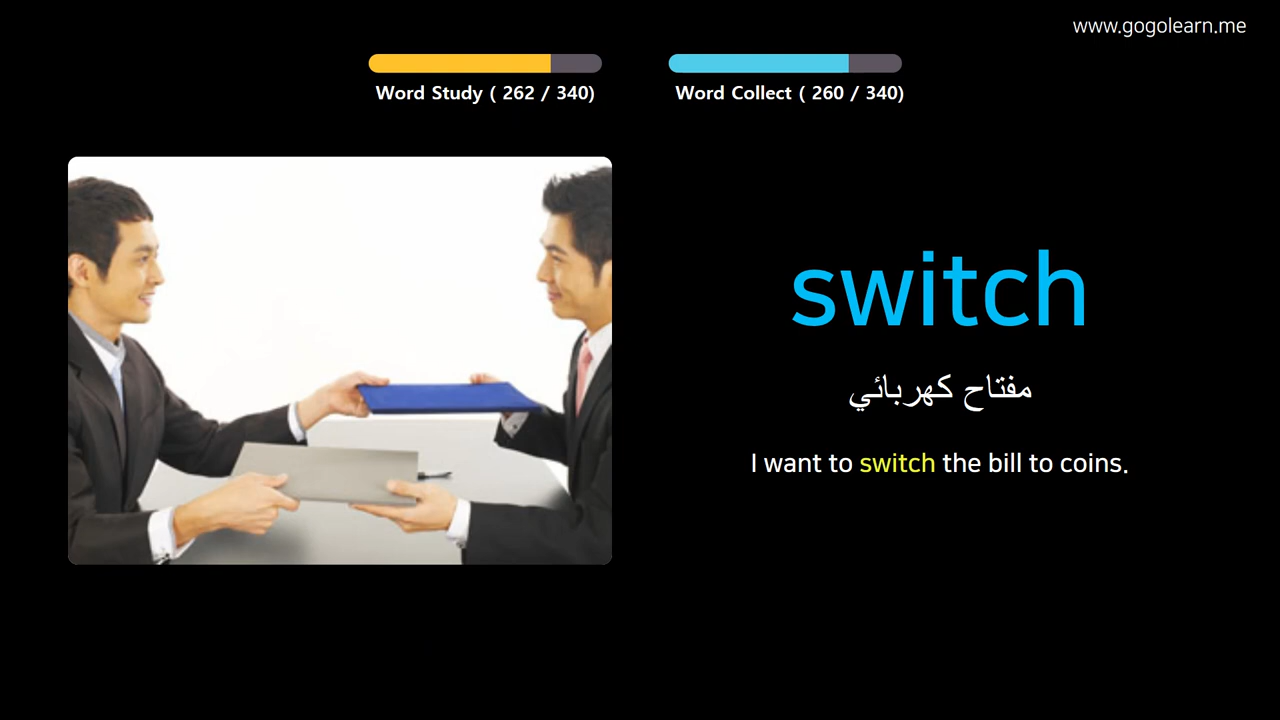 www.gogolearn.me
Word Study ( 262 / 340)
Word Collect ( 260 / 340)
switch
مفتاح كهربائي
I want to switch the bill to coins.